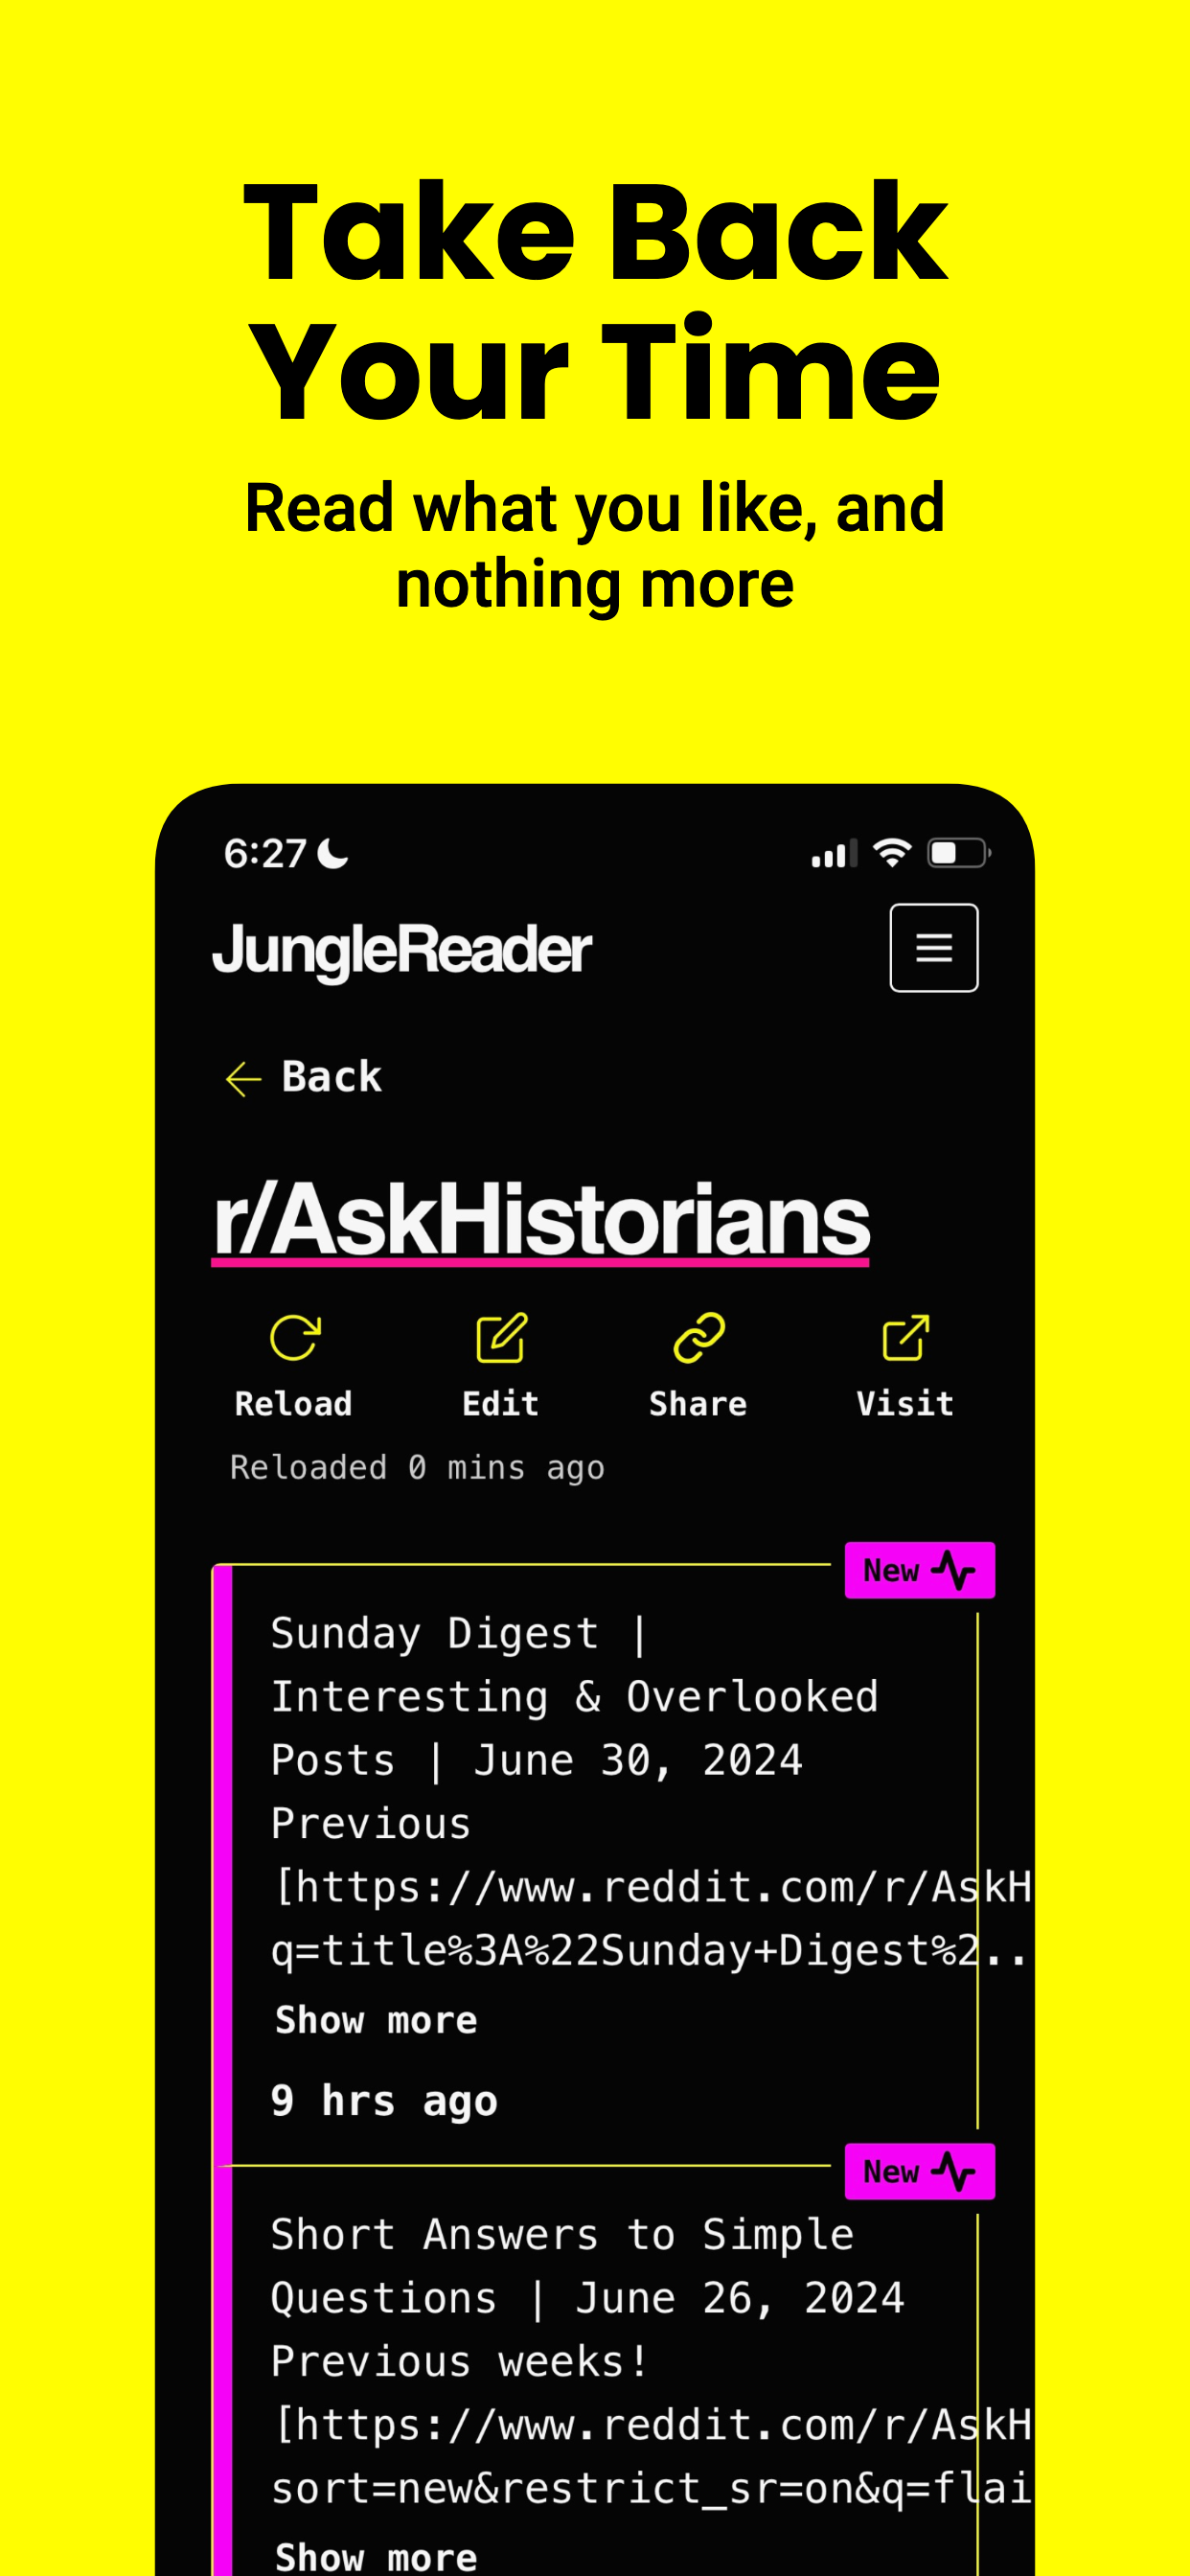 Take Back
Your Time
Read what you like, and
nothing more
6:27
JungleReader
Back
r/AskHistorians
Reload Edit Share Visit
Reloaded 0 mins ago
New
Sunday Digest |
Interesting & Overlooked
Posts | June 30, 2024
Previous
[https://www.reddit.com/r/AskH
q=title%3A%22Sunday+Digest%2...
Show more
9 hrs ago
New
Short Answers to Simple
Questions | June 26, 2024
Previous weeks!
[https://www.reddit.com/r/AskH
sort=new&restrict_sr=on&q=flai
Show more